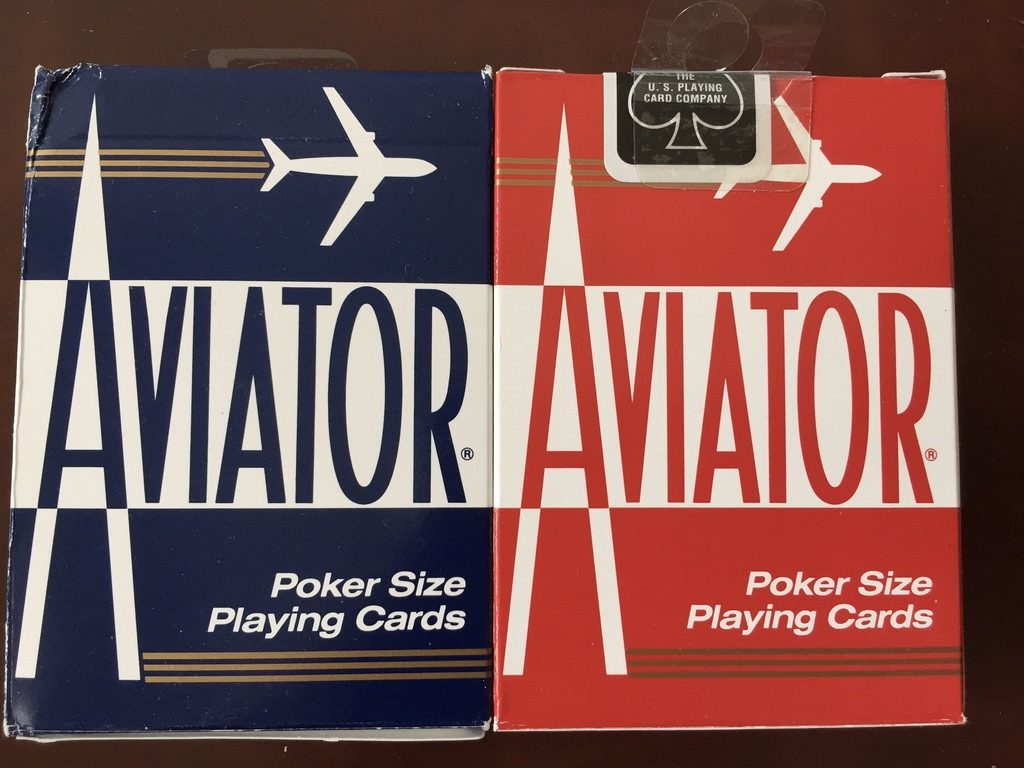 AVIATOR®
Poker Size
Playing Cards
THE
U. S. PLAYING
CARD COMPANY
AVIATOR®
Poker Size
Playing Cards